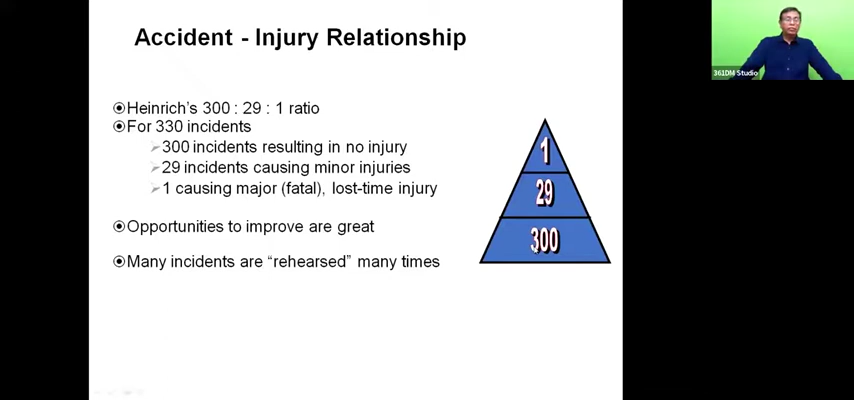 Accident - Injury Relationship
361DM Studio
Heinrich's 300 : 29 : 1 ratio
For 330 incidents
300 incidents resulting in no injury
29 incidents causing minor injuries
1 causing major (fatal), lost-time injury
Opportunities to improve are great
Many incidents are “rehearsed” many times
1
29
300